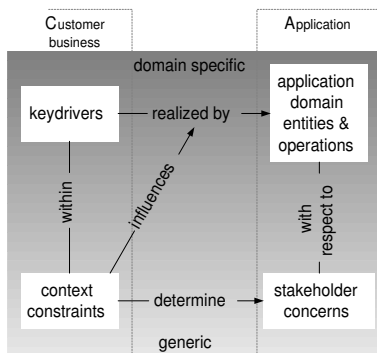 Customer
business
Application
domain specific
keydrivers
realized by
application
domain
entities &
operations
within
influences
with
respect to
context
constraints
determine
stakeholder
concerns
generic